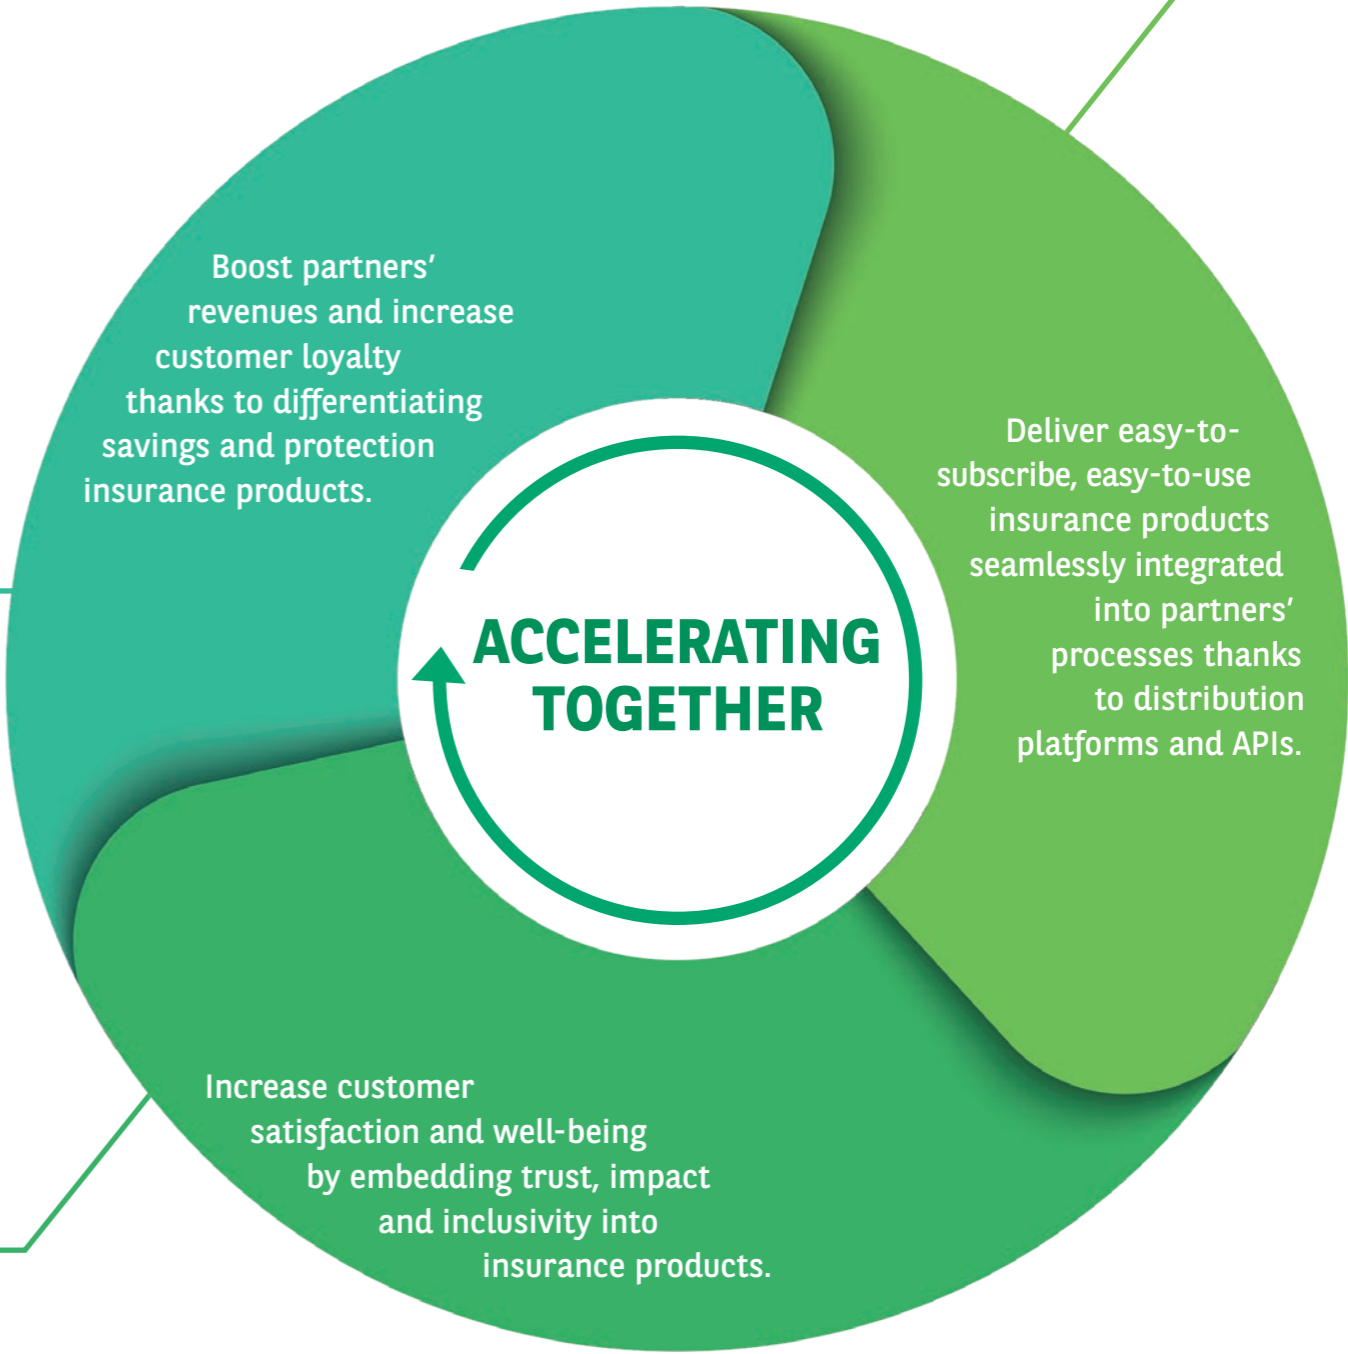 Boost partners’
revenues and increase
customer loyalty
thanks to differentiating
savings and protection
insurance products.
Deliver easy-to-
subscribe, easy-to-use
insurance products
seamlessly integrated
into partners’
processes thanks
to distribution
platforms and APIs.
ACCELERATING
TOGETHER
Increase customer
satisfaction and well-being
by embedding trust, impact
and inclusivity into
insurance products.